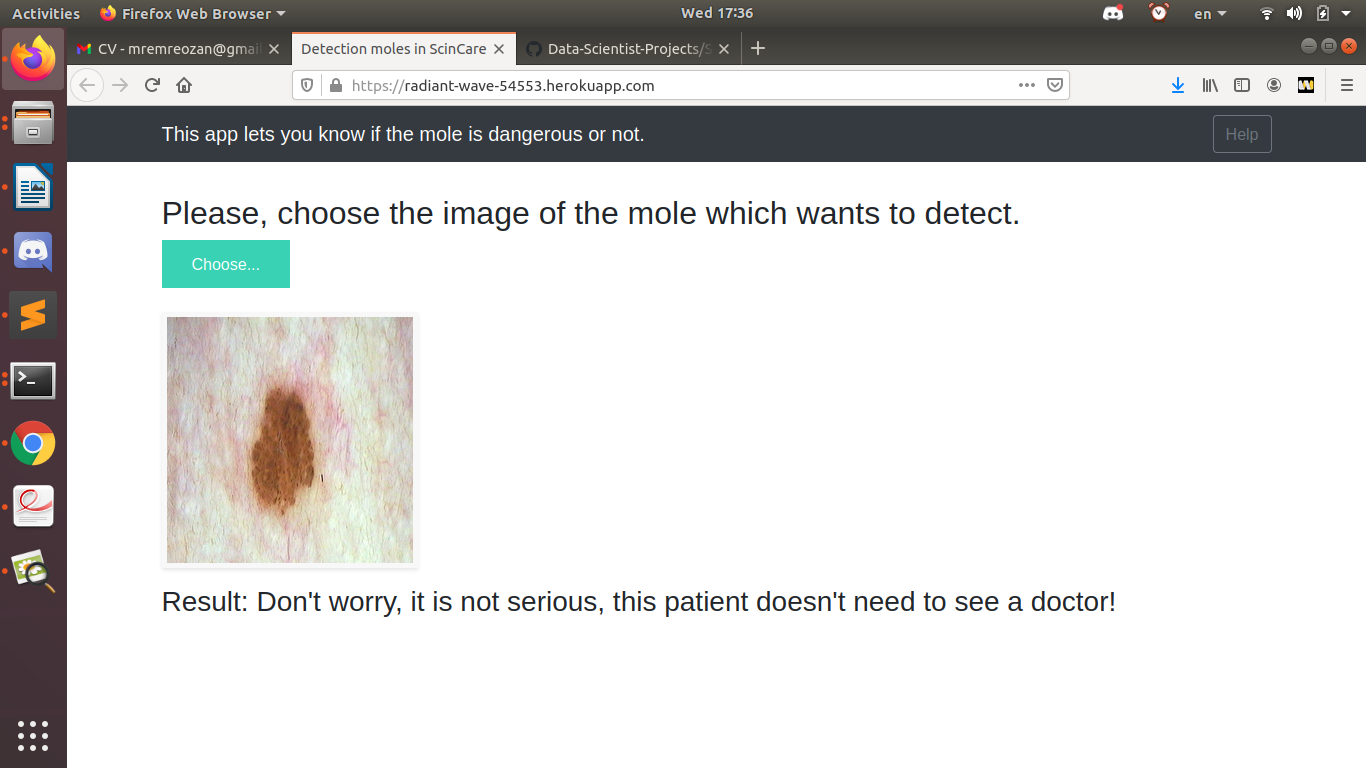 Activities Firefox Web Browser Wed 17:36 en
CV - mremreozan@gmai
Detection moles in ScinCare
Data-Scientist-Projects/S
https://radiant-wave-54553.herokuapp.com
This app lets you know if the mole is dangerous or not.
Help
Please, choose the image of the mole which wants to detect.
Choose...
Result: Don't worry, it is not serious, this patient doesn't need to see a doctor!